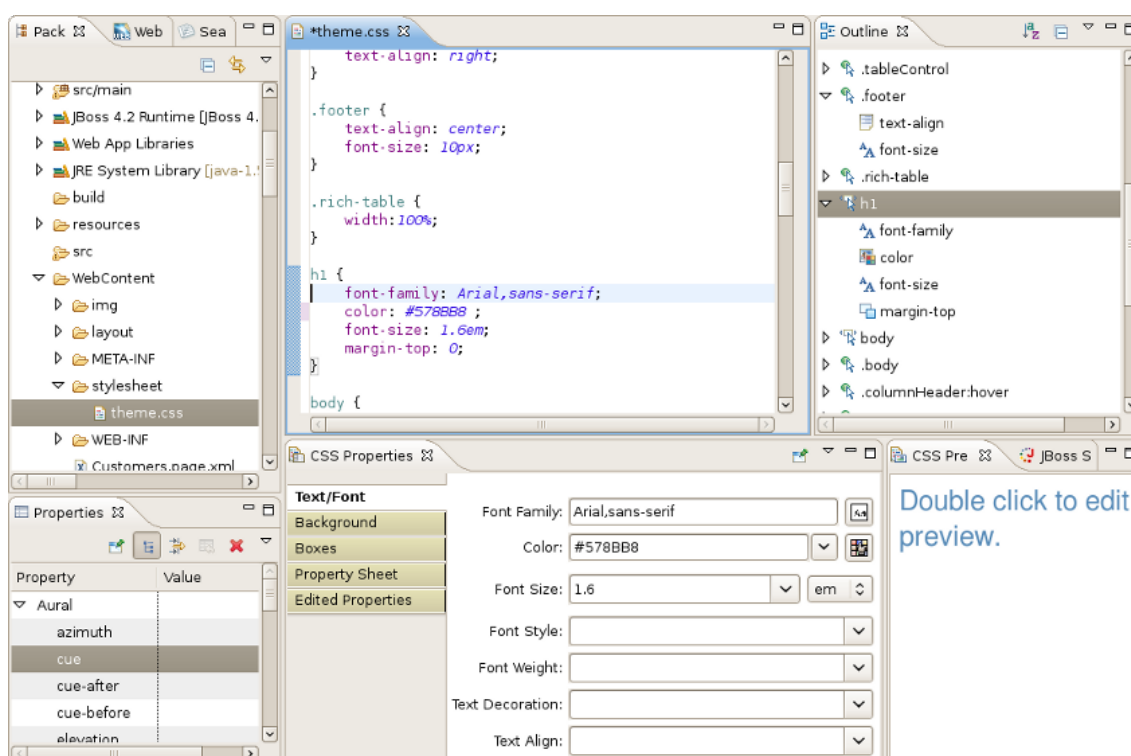 Pack
Web
Sea
src/main
JBoss 4.2 Runtime [JBoss 4.
Web App Libraries
JRE System Library [java-1.
build
resources
src
WebContent
img
layout
META-INF
stylesheet
theme.css
WEB-INF
Customers.page.xml
*theme.css
text-align: right;
}
.footer {
text-align: center;
font-size: 10px;
}
.rich-table {
width:100%;
}
h1 {
font-family: Arial,sans-serif;
color: #578BB8 ;
font-size: 1.6em;
margin-top: 0;
}
body {
Outline
.tableControl
.footer
text-align
font-size
.rich-table
h1
font-family
color
font-size
margin-top
body
.body
.columnHeader:hover
Properties
Property Value
Aural
azimuth
cue
cue-after
cue-before
elevation
CSS Properties
Text/Font
Background
Boxes
Property Sheet
Edited Properties
Font Family: Arial,sans-serif
Color: #578BB8
Font Size: 1.6 em
Font Style:
Font Weight:
Text Decoration:
Text Align:
CSS Pre
JBoss S
Double click to edit
preview.